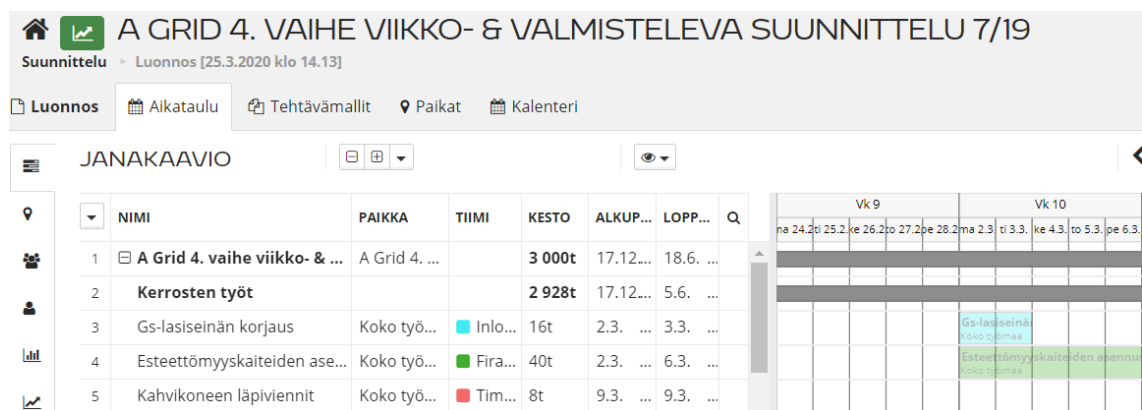 A GRID 4. VAIHE VIIKKO- & VALMISTELEVA SUUNNITTELU 7/19
Suunnittelu ▸ Luonnos [25.3.2020 klo 14.13]
Luonnos Aikataulu Tehtävämallit Paikat Kalenteri
JANAKAAVIO
Vk 9 Vk 10
NIMI PAIKKA TIIMI KESTO ALKUP... LOPP...
ma 24.2 ti 25.2. ke 26.2 to 27.2 pe 28.2 ma 2.3 ti 3.3. ke 4.3. to 5.3. pe 6.3.
1 A Grid 4. vaihe viikko- & ... A Grid 4. ... 3 000t 17.12.... 18.6. ...
2 Kerrosten työt 2 928t 17.12.... 5.6. ...
3 Gs-lasiseinän korjaus Koko työ... Inlo... 16t 2.3. ... 3.3. ...
Gs-lasiseinä
Koko työmaa
4 Esteettömyyskaiteiden ase... Koko työ... Fira... 40t 2.3. ... 6.3. ...
Esteettömyyskaiteiden asennus
Koko työmaa
5 Kahvikoneen läpiviennit Koko työ... Tim... 8t 9.3. ... 9.3. ...